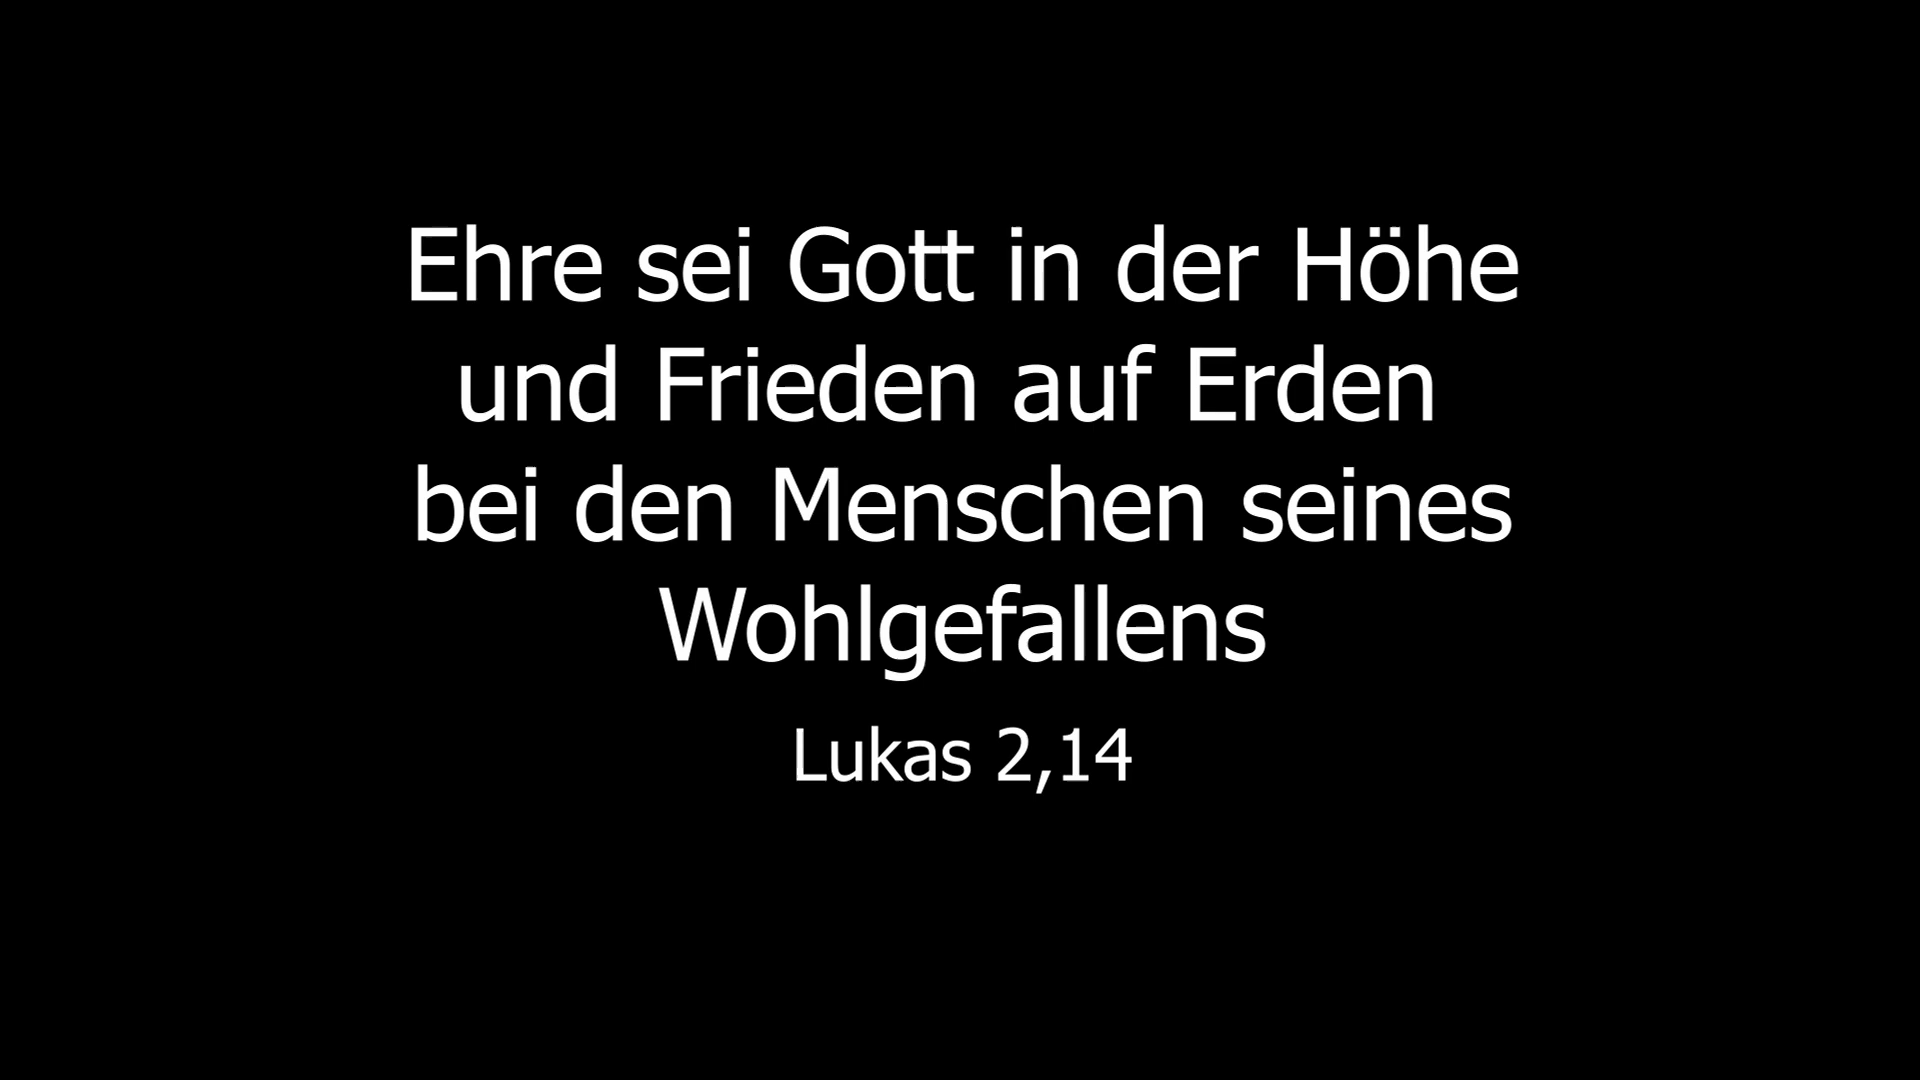 Ehre sei Gott in der Höhe
und Frieden auf Erden
bei den Menschen seines
Wohlgefallens
Lukas 2,14